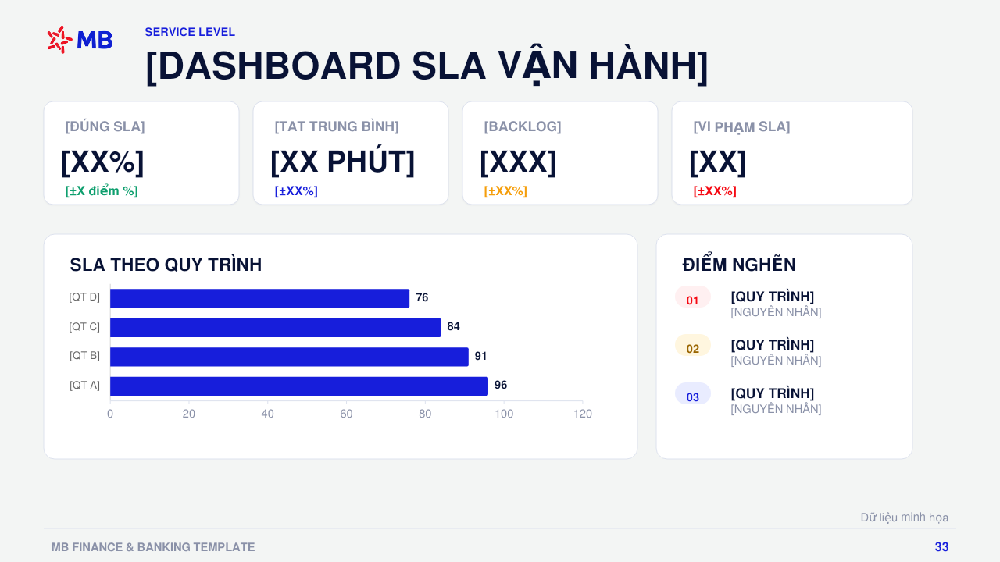 MB
SERVICE LEVEL
[DASHBOARD SLA VẬN HÀNH]
[ĐÚNG SLA]
[XX%]
[±X điểm %]
[TAT TRUNG BÌNH]
[XX PHÚT]
[±XX%]
[BACKLOG]
[XXX]
[±XX%]
[VI PHẠM SLA]
[XX]
[±XX%]
SLA THEO QUY TRÌNH
[QT D]
76
[QT C]
84
[QT B]
91
[QT A]
96
0 20 40 60 80 100 120
ĐIỂM NGHẼN
01
[QUY TRÌNH]
[NGUYÊN NHÂN]
02
[QUY TRÌNH]
[NGUYÊN NHÂN]
03
[QUY TRÌNH]
[NGUYÊN NHÂN]
Dữ liệu minh họa
MB FINANCE & BANKING TEMPLATE
33